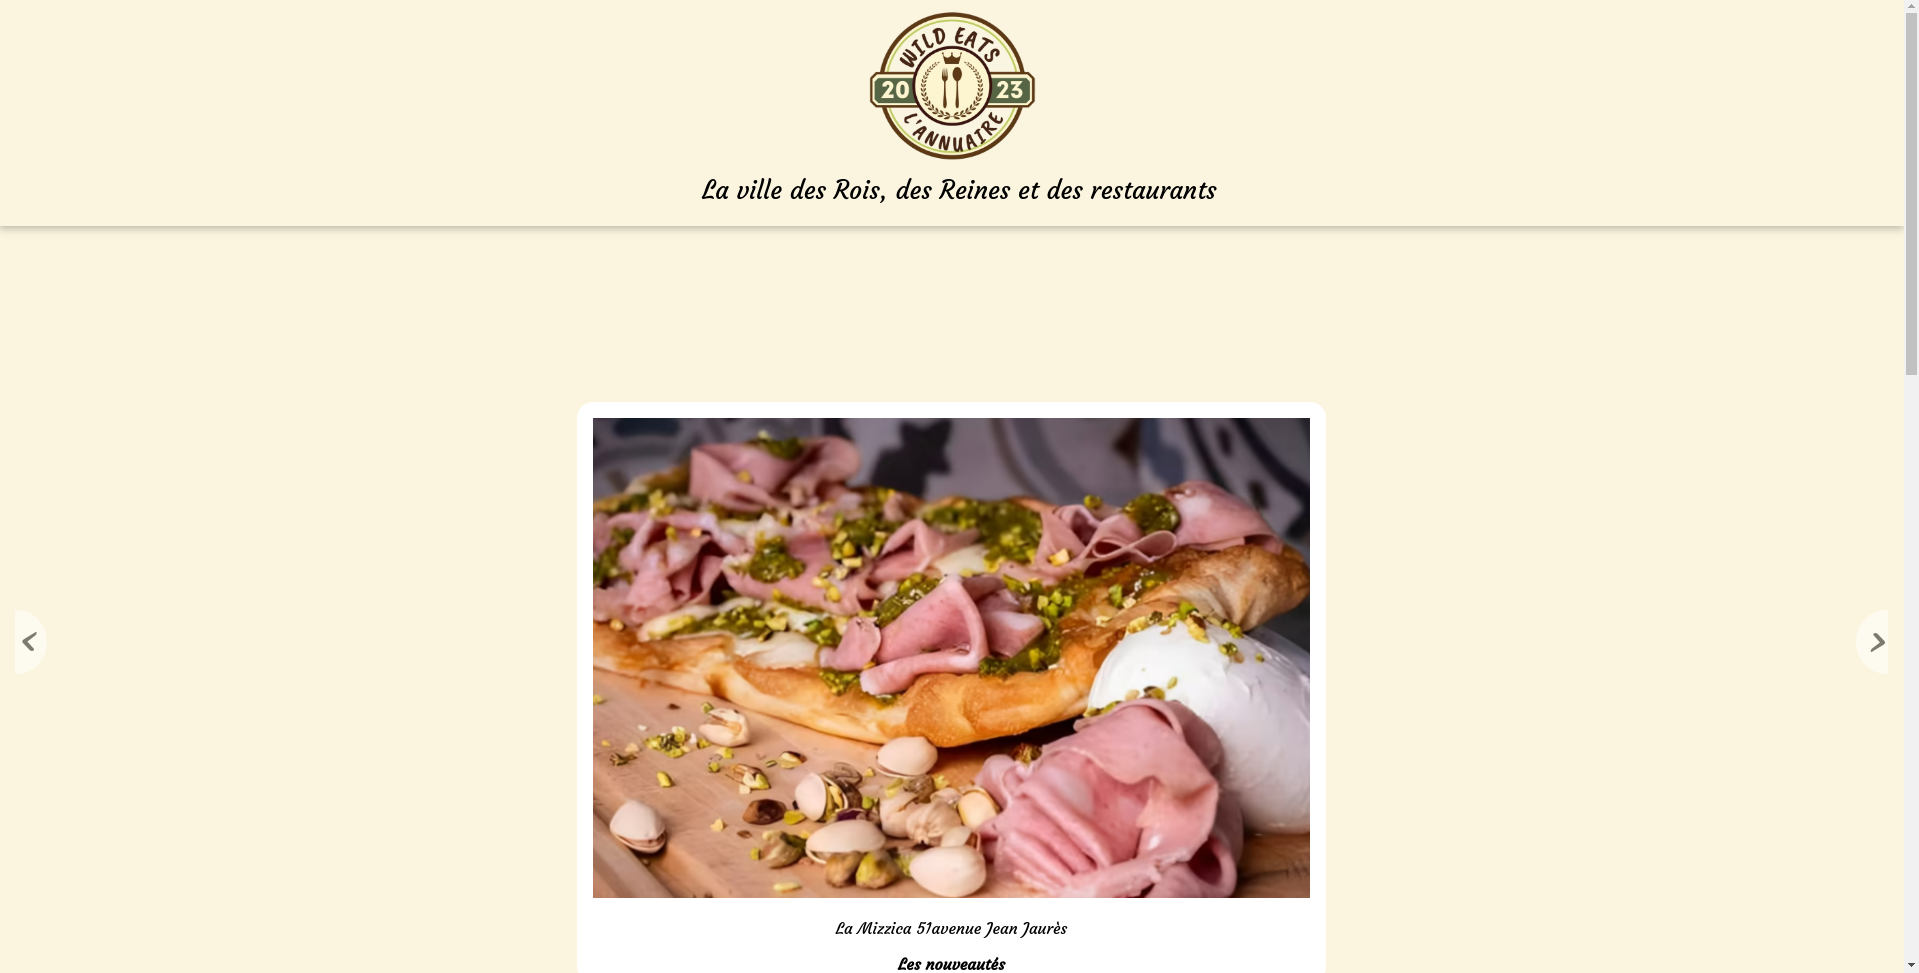 WILD EATS
20 23
L'ANNUAIRE
La ville des Rois, des Reines et des restaurants
<
>
La Mizzica 51avenue Jean Jaurès
Les nouveautés